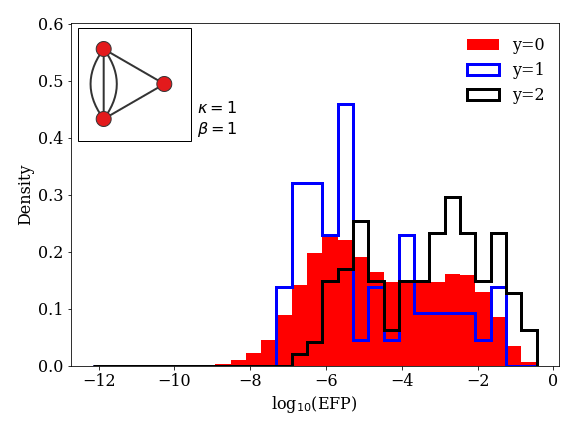 0.6
0.5
0.4
0.3
0.2
0.1
0.0
Density
κ = 1
β = 1
y=0
y=1
y=2
−12 −10 −8 −6 −4 −2 0
log₁₀(EFP)